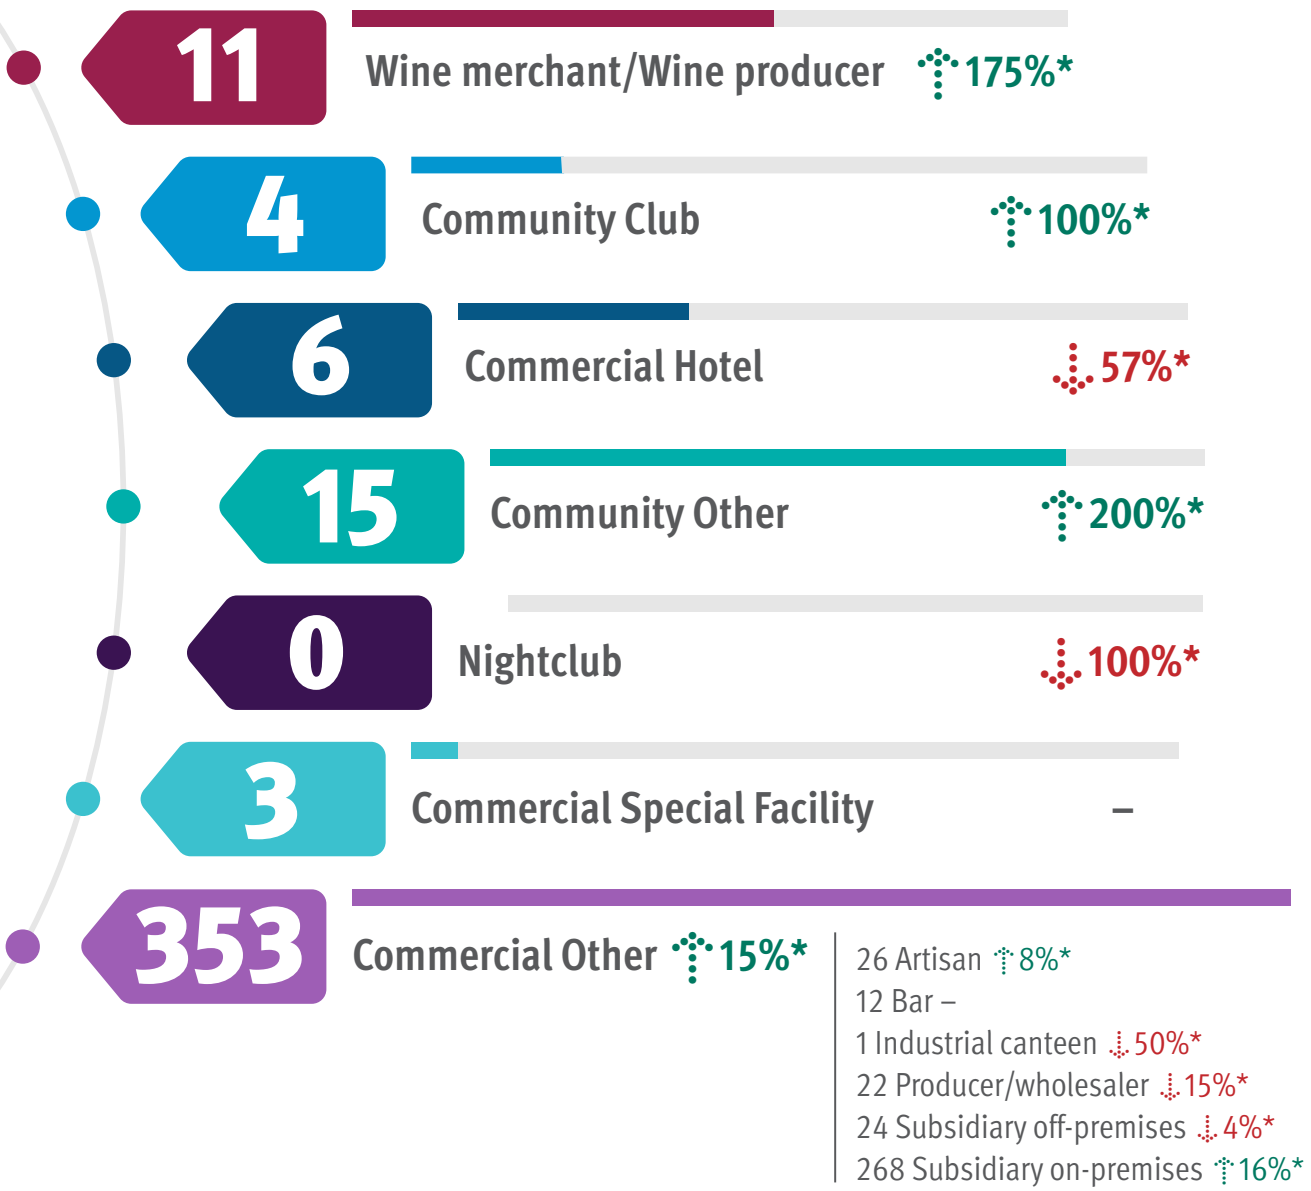 11
Wine merchant/Wine producer 175%*
4
Community Club 100%*
6
Commercial Hotel 57%*
15
Community Other 200%*
0
Nightclub 100%*
3
Commercial Special Facility –
353
Commercial Other 15%*
26 Artisan 8%*
12 Bar –
1 Industrial canteen 50%*
22 Producer/wholesaler 15%*
24 Subsidiary off-premises 4%*
268 Subsidiary on-premises 16%*